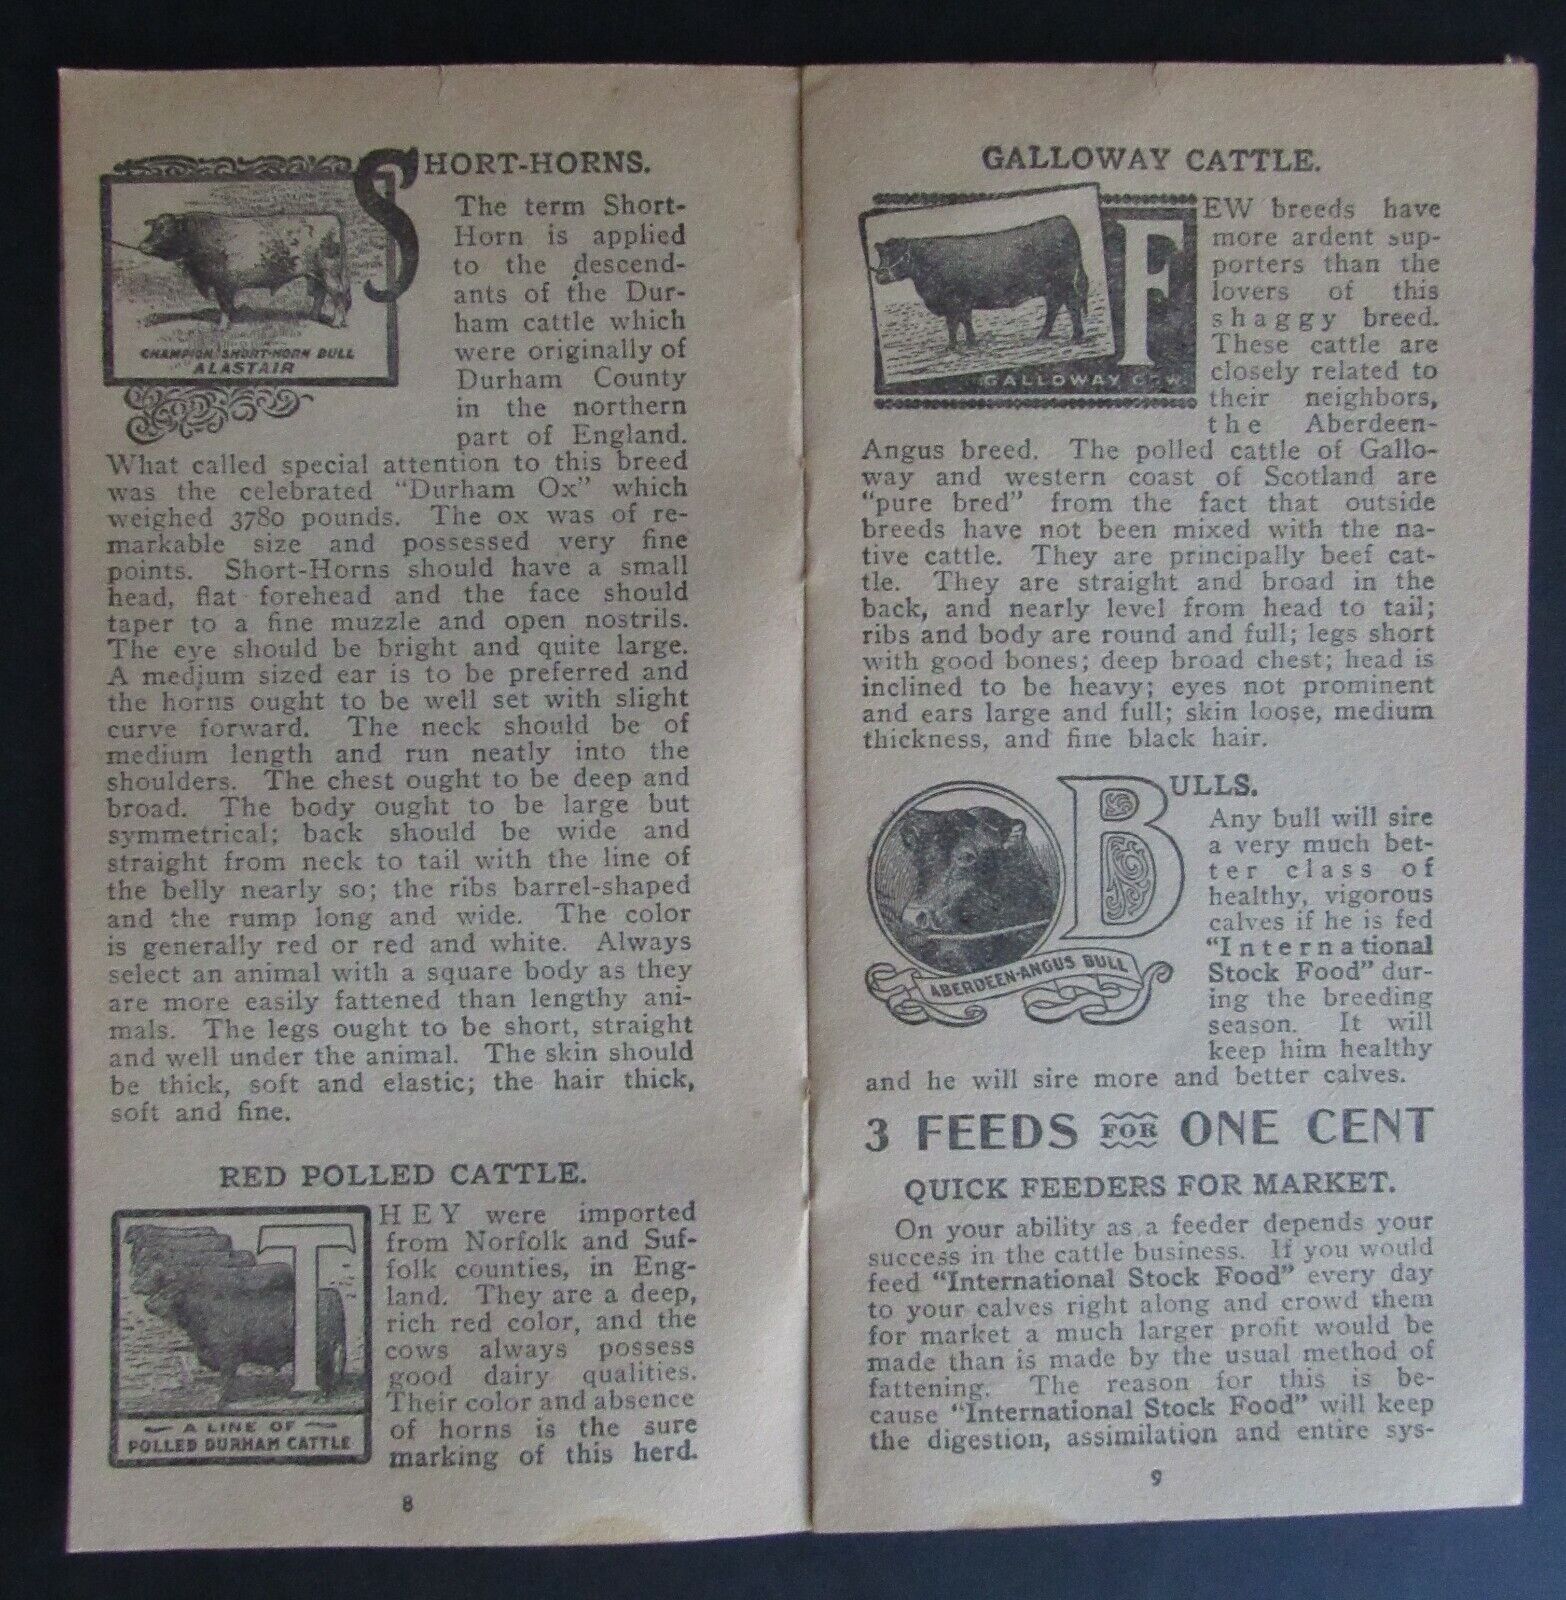 SHORT-HORNS.
CHAMPION SHORT-HORN BULL
ALASTAIR
The term Short-
Horn is applied
to the descend-
ants of the Dur-
ham cattle which
were originally of
Durham County
in the northern
part of England.
What called special attention to this breed
was the celebrated "Durham Ox" which
weighed 3780 pounds. The ox was of re-
markable size and possessed very fine
points. Short-Horns should have a small
head, flat forehead and the face should
taper to a fine muzzle and open nostrils.
The eye should be bright and quite large.
A medium sized ear is to be preferred and
the horns ought to be well set with slight
curve forward. The neck should be of
medium length and run neatly into the
shoulders. The chest ought to be deep and
broad. The body ought to be large but
symmetrical; back should be wide and
straight from neck to tail with the line of
the belly nearly so; the ribs barrel-shaped
and the rump long and wide. The color
is generally red or red and white. Always
select an animal with a square body as they
are more easily fattened than lengthy ani-
mals. The legs ought to be short, straight
and well under the animal. The skin should
be thick, soft and elastic; the hair thick,
soft and fine.
RED POLLED CATTLE.
A LINE OF
POLLED DURHAM CATTLE
THEY were imported
from Norfolk and Suf-
folk counties, in Eng-
land. They are a deep,
rich red color, and the
cows always possess
good dairy qualities.
Their color and absence
of horns is the sure
marking of this herd.
8
GALLOWAY CATTLE.
GALLOWAY COW.
FEW breeds have
more ardent sup-
porters than the
lovers of this
shaggy breed.
These cattle are
closely related to
their neighbors,
the Aberdeen-
Angus breed. The polled cattle of Gallo-
way and western coast of Scotland are
"pure bred" from the fact that outside
breeds have not been mixed with the na-
tive cattle. They are principally beef cat-
tle. They are straight and broad in the
back, and nearly level from head to tail;
ribs and body are round and full; legs short
with good bones; deep broad chest; head is
inclined to be heavy; eyes not prominent
and ears large and full; skin loose, medium
thickness, and fine black hair.
BULLS.
ABERDEEN-ANGUS BULL
Any bull will sire
a very much bet-
ter class of
healthy, vigorous
calves if he is fed
"International
Stock Food" dur-
ing the breeding
season. It will
keep him healthy
and he will sire more and better calves.
3 FEEDS FOR ONE CENT
QUICK FEEDERS FOR MARKET.
On your ability as a feeder depends your
success in the cattle business. If you would
feed "International Stock Food" every day
to your calves right along and crowd them
for market a much larger profit would be
made than is made by the usual method of
fattening. The reason for this is be-
cause "International Stock Food" will keep
the digestion, assimilation and entire sys-
9